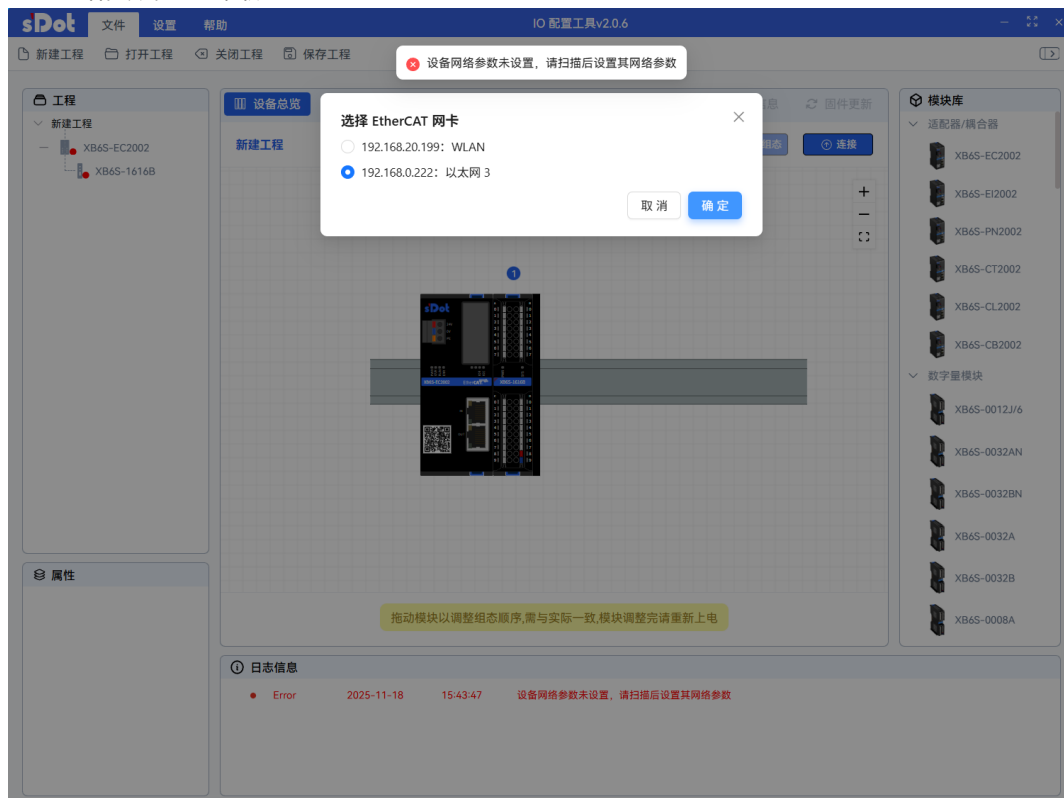 sDot 文件 设置 帮助 IO 配置工具v2.0.6
新建工程 打开工程 关闭工程 保存工程
设备网络参数未设置，请扫描后设置其网络参数
工程
新建工程
XB6S-EC2002
XB6S-1616B
属性
设备总览 固件更新
新建工程 组态 连接
选择 EtherCAT 网卡
192.168.20.199：WLAN
192.168.0.222：以太网 3
取消 确定
1
sDot
XB6S-EC2002 EtherCAT XB6S-1616B
拖动模块以调整组态顺序,需与实际一致,模块调整完请重新上电
模块库
适配器/耦合器
XB6S-EC2002
XB6S-EI2002
XB6S-PN2002
XB6S-CT2002
XB6S-CL2002
XB6S-CB2002
数字量模块
XB6S-0012J/6
XB6S-0032AN
XB6S-0032BN
XB6S-0032A
XB6S-0032B
XB6S-0008A
日志信息
Error 2025-11-18 15:43:47 设备网络参数未设置，请扫描后设置其网络参数